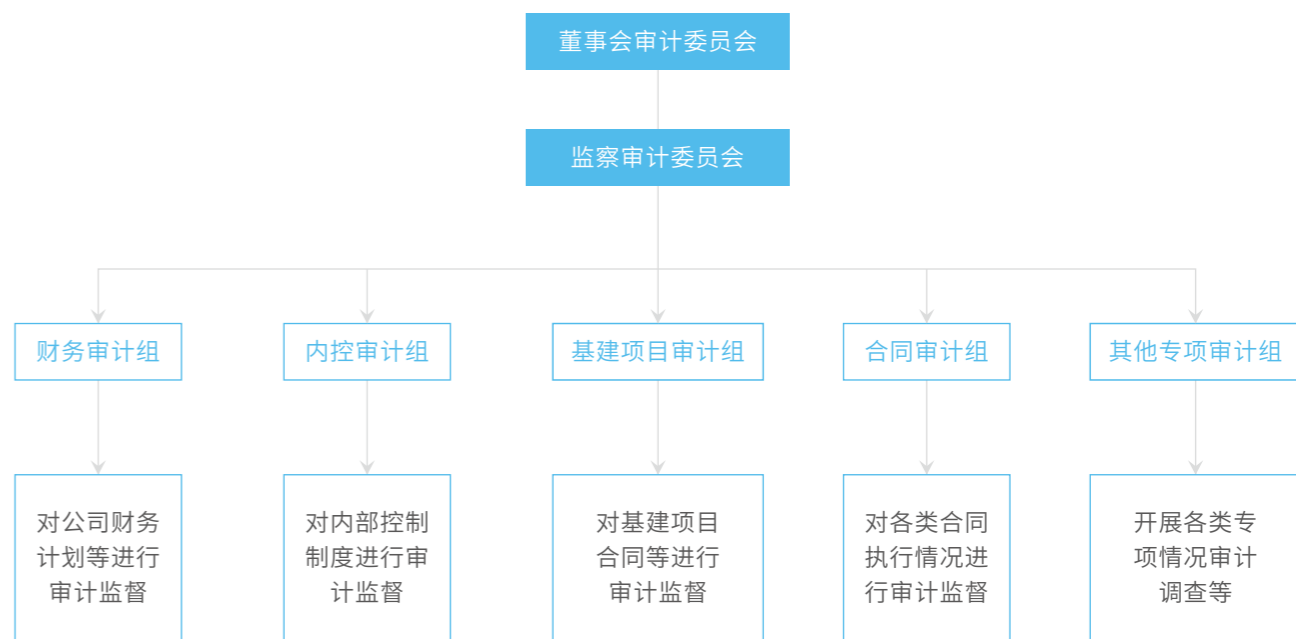 董事会审计委员会
监察审计委员会
财务审计组
内控审计组
基建项目审计组
合同审计组
其他专项审计组
对公司财务
计划等进行
审计监督
对内部控制
制度进行审
计监督
对基建项目
合同等进行
审计监督
对各类合同
执行情况进
行审计监督
开展各类专
项情况审计
调查等